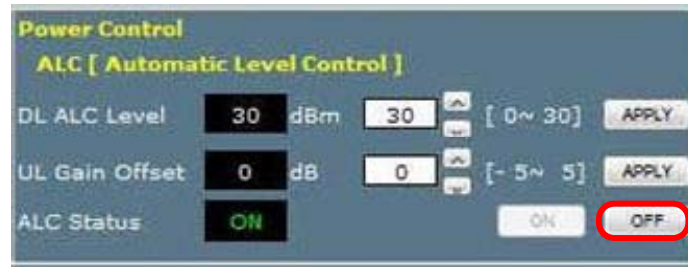 Power Control
ALC [ Automatic Level Control ]
DL ALC Level 30 dBm 30 [ 0~ 30] APPLY
UL Gain Offset 0 dB 0 [- 5~ 5] APPLY
ALC Status ON ON OFF